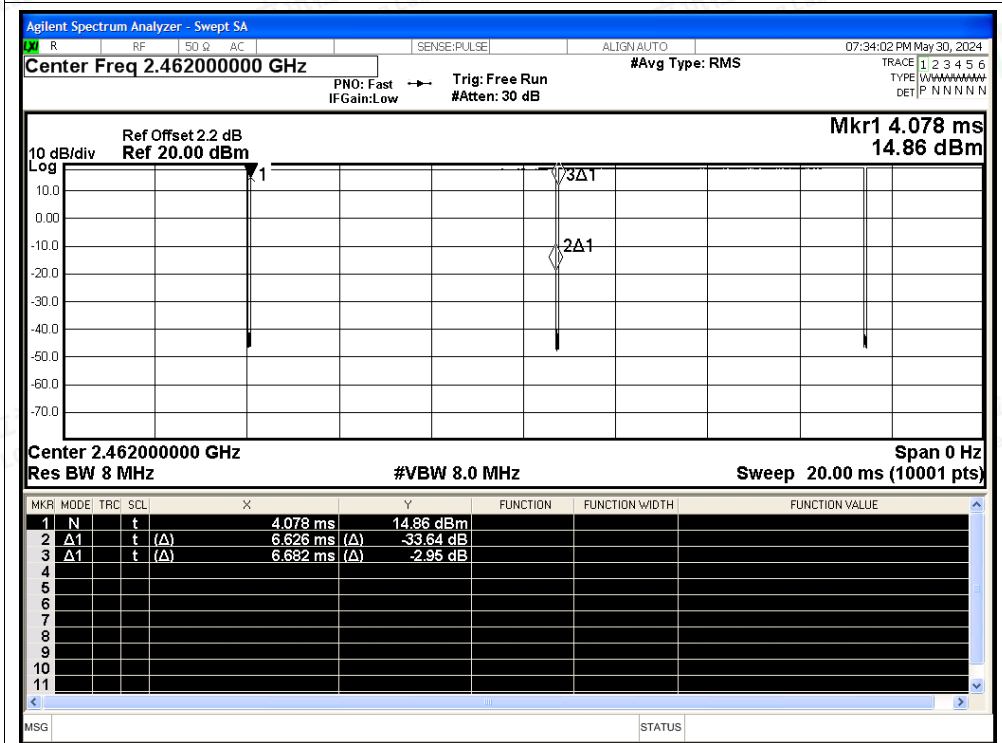 Agilent Spectrum Analyzer - Swept SA
LXI R RF 50 Ω AC SENSE:PULSE ALIGN AUTO 07:34:02 PM May 30, 2024
Center Freq 2.462000000 GHz #Avg Type: RMS TRACE 1 2 3 4 5 6
PNO: Fast Trig: Free Run TYPE WWWWWW
IFGain:Low #Atten: 30 dB DET P N N N N N
Mkr1 4.078 ms
Ref Offset 2.2 dB
10 dB/div Ref 20.00 dBm 14.86 dBm
Log
1 3Δ1
10.0
0.00
-10.0 2Δ1
-20.0
-30.0
-40.0
-50.0
-60.0
-70.0
Center 2.462000000 GHz Span 0 Hz
Res BW 8 MHz #VBW 8.0 MHz Sweep 20.00 ms (10001 pts)
MKR MODE TRC SCL X Y FUNCTION FUNCTION WIDTH FUNCTION VALUE
1 N t 4.078 ms 14.86 dBm
2 Δ1 t (Δ) 6.626 ms (Δ) -33.64 dB
3 Δ1 t (Δ) 6.682 ms (Δ) -2.95 dB
4
5
6
7
8
9
10
11
MSG STATUS